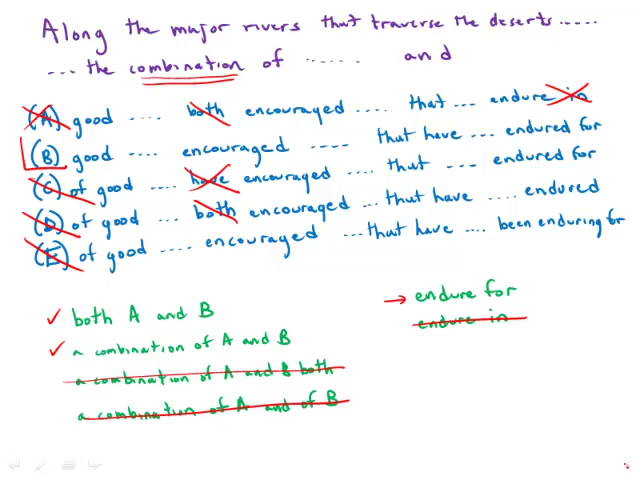 Along the major rivers that traverse the deserts .....
.... the combination of ...... and
(A) good .... both encouraged .... that ... endure in
(B) good .... encouraged .... that have ... endured for
(C) of good ... have encouraged .... that ... endured for
(D) of good .... both encouraged ... that have .... endured
(E) of good .... encouraged ... that have .... been enduring for
both A and B
a combination of A and B
a combination of A and B both
a combination of A and of B
→ endure for
endure in